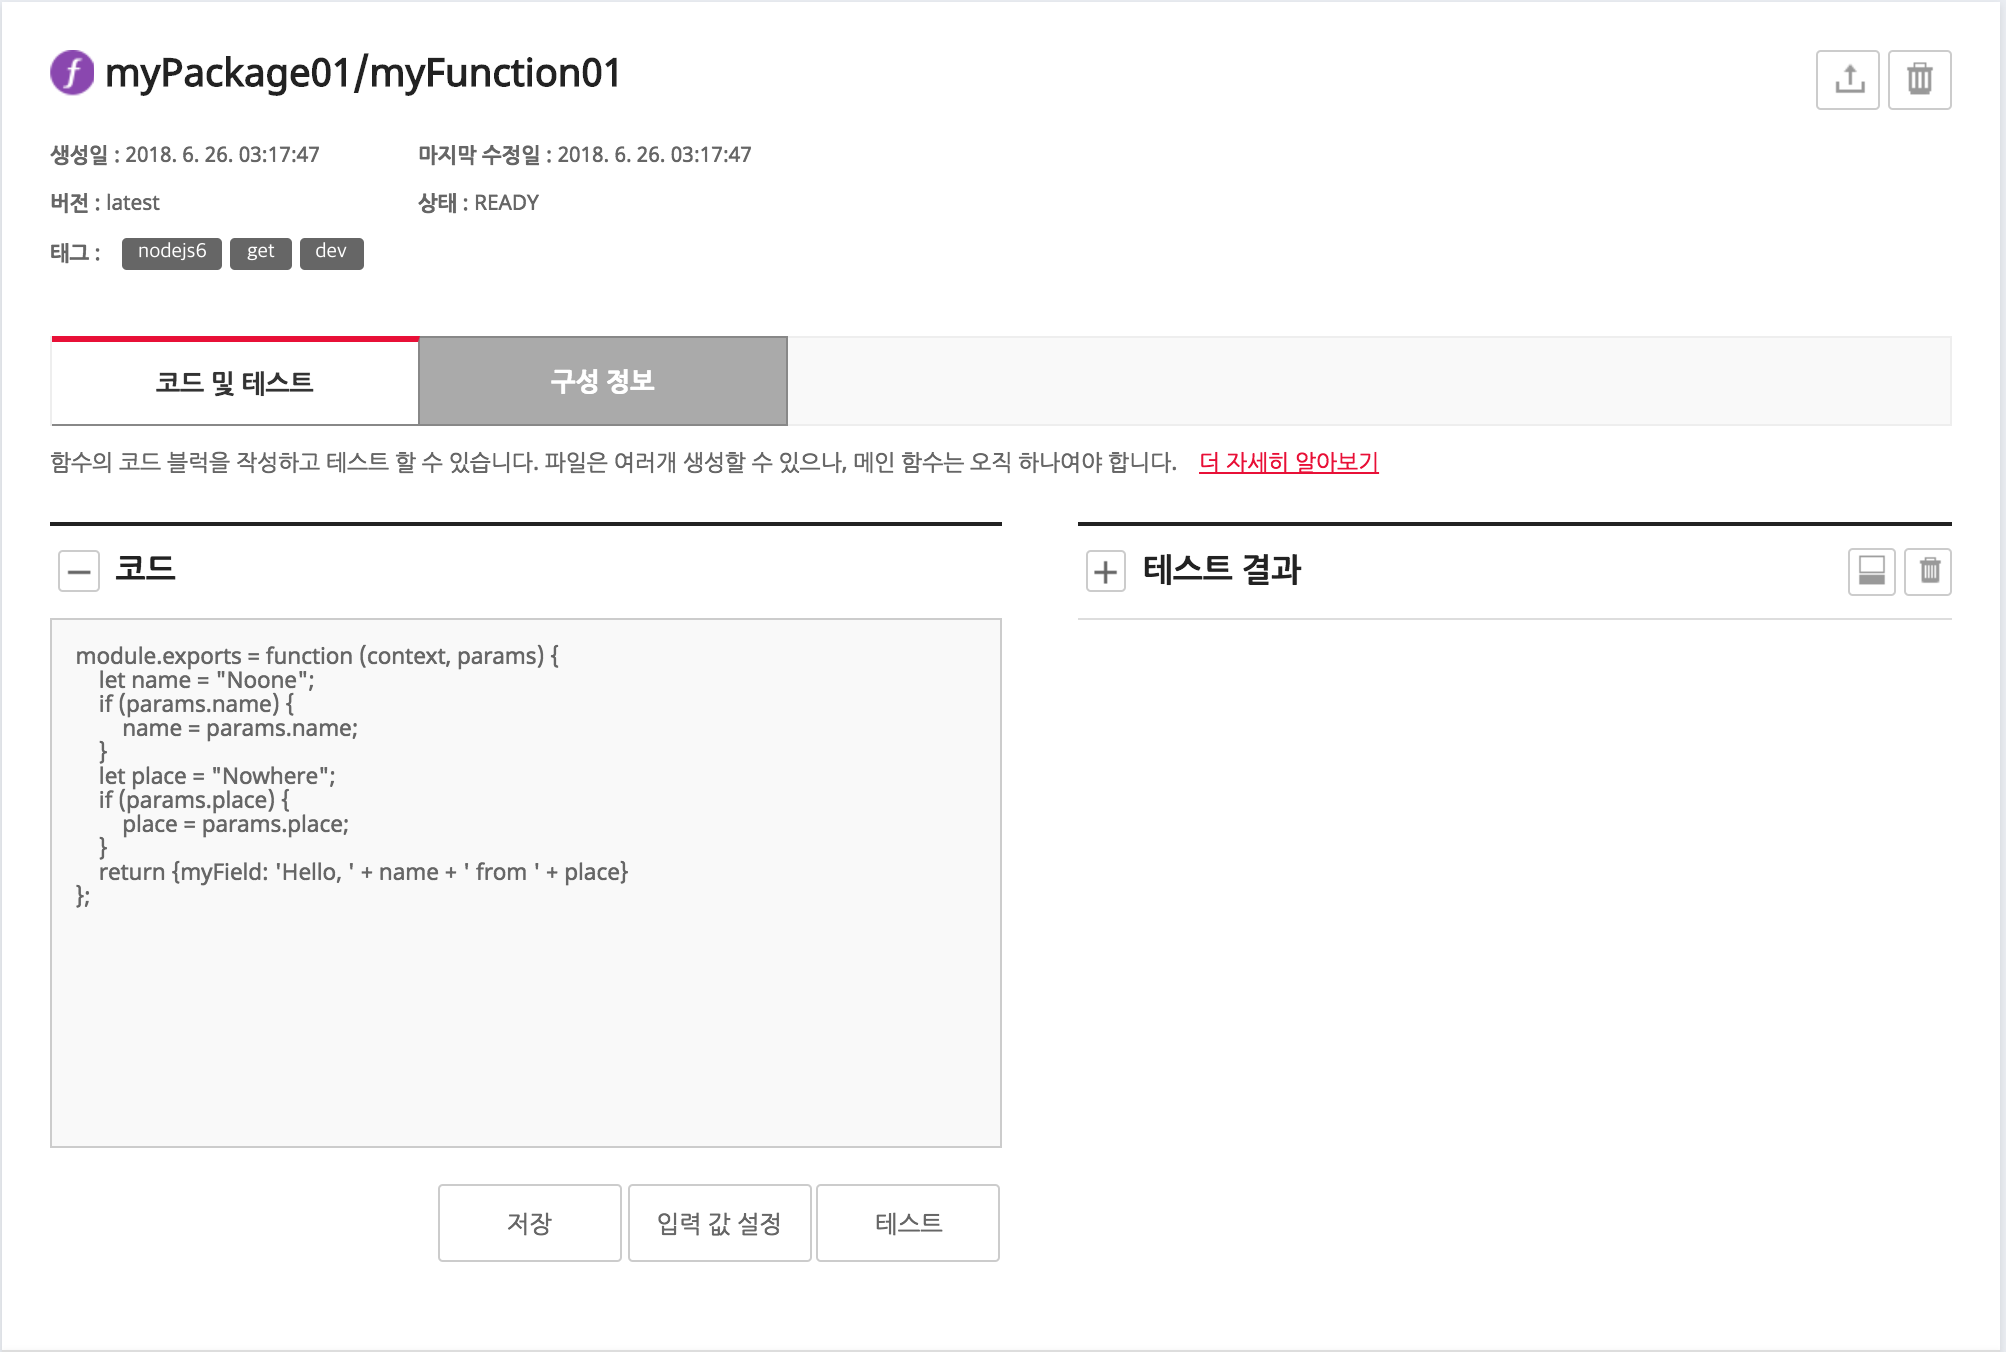 f myPackage01/myFunction01
생성일 : 2018. 6. 26. 03:17:47 마지막 수정일 : 2018. 6. 26. 03:17:47
버전 : latest 상태 : READY
태그 : nodejs6 get dev
코드 및 테스트 구성 정보
함수의 코드 블럭을 작성하고 테스트 할 수 있습니다. 파일은 여러개 생성할 수 있으나, 메인 함수는 오직 하나여야 합니다. 더 자세히 알아보기
코드
module.exports = function (context, params) {
    let name = "Noone";
    if (params.name) {
        name = params.name;
    }
    let place = "Nowhere";
    if (params.place) {
        place = params.place;
    }
    return {myField: 'Hello, ' + name + ' from ' + place}
};
저장 입력 값 설정 테스트
테스트 결과